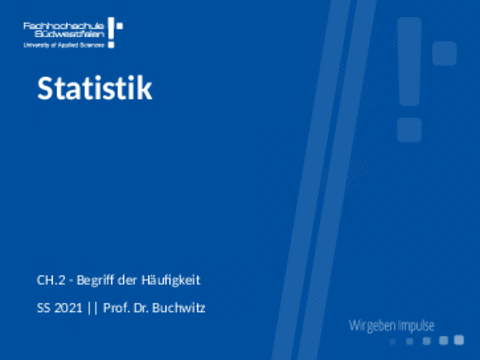 Fachhochschule
Südwestfalen
University of Applied Sciences
Statistik
CH.2 - Begriff der Häufigkeit
SS 2021 || Prof. Dr. Buchwitz
Wir geben Impulse